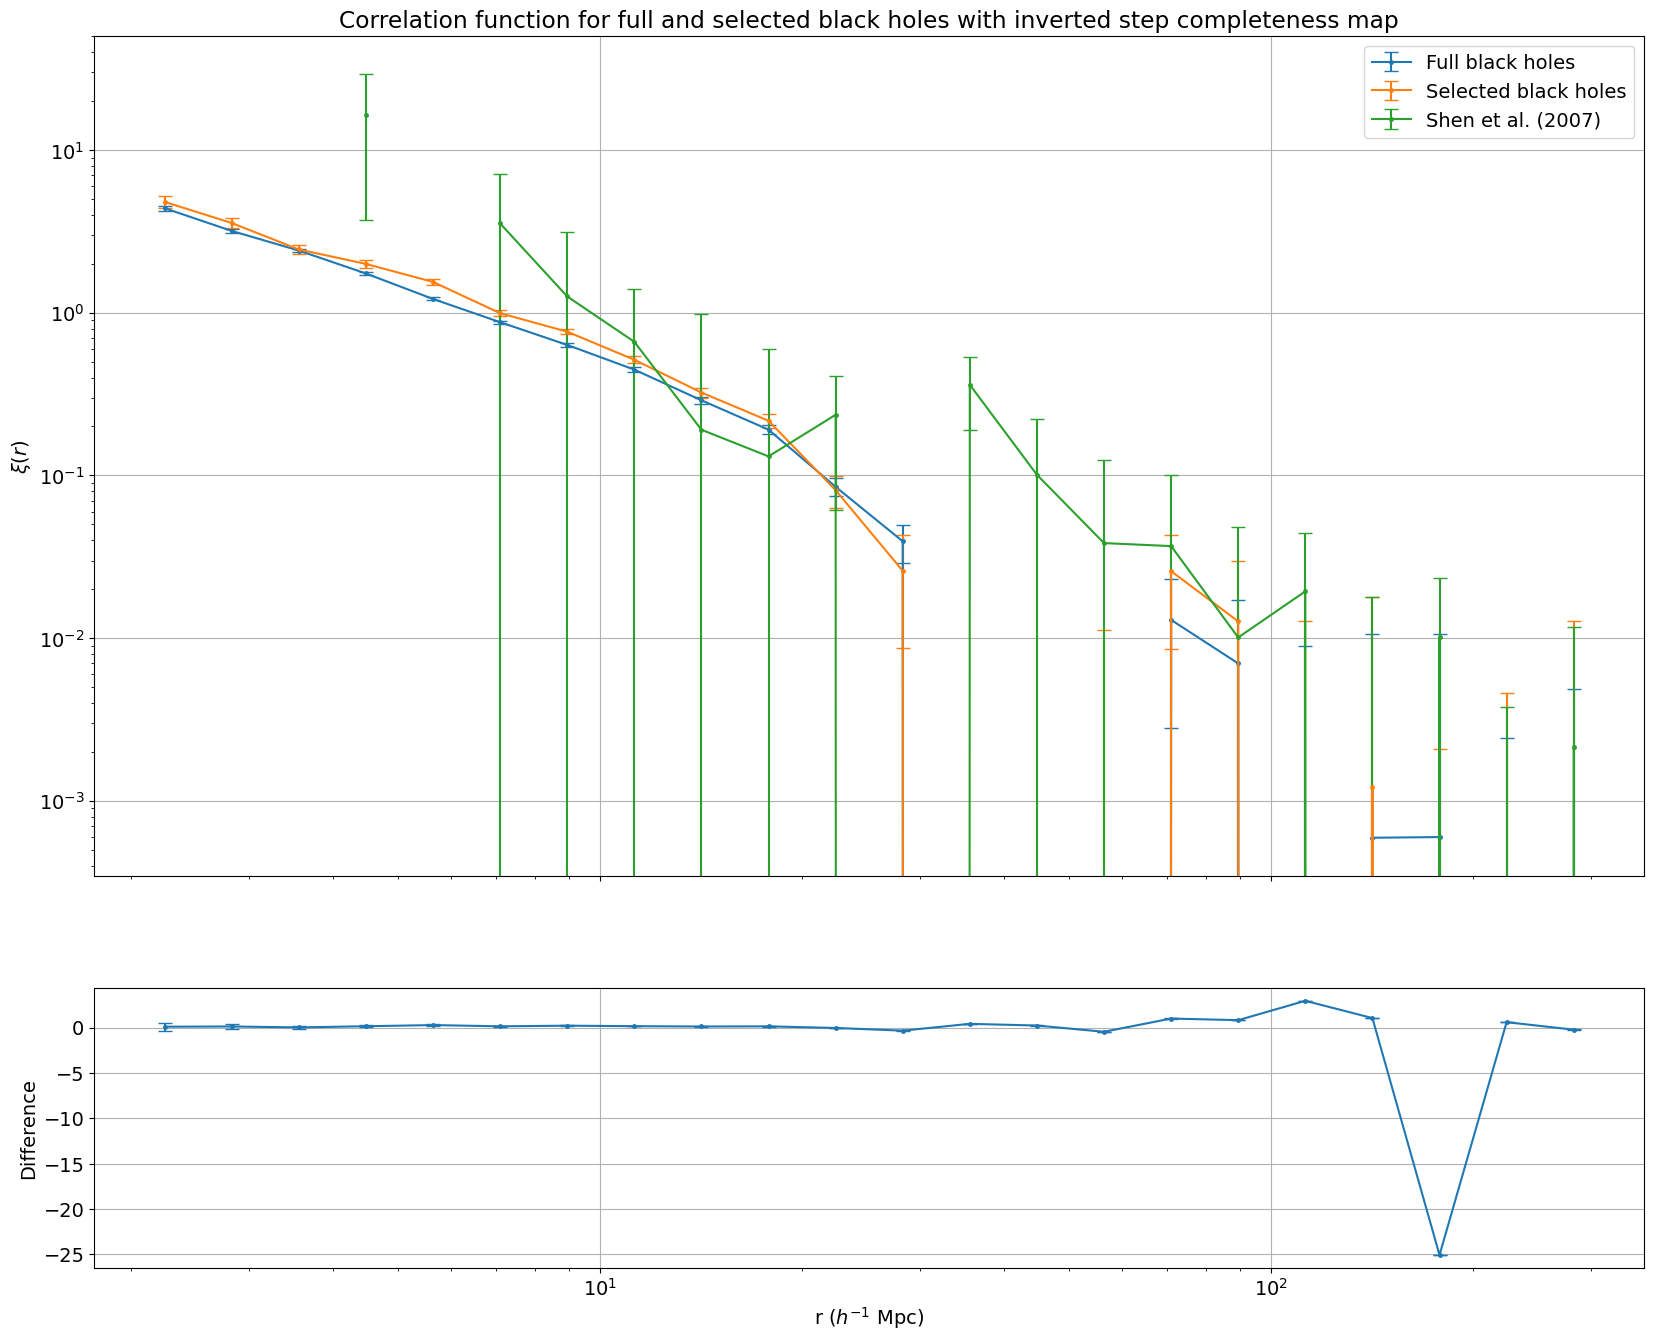 Correlation function for full and selected black holes with inverted step completeness map
Full black holes
Selected black holes
Shen et al. (2007)
10¹
10⁰
10⁻¹
10⁻²
10⁻³
ξ(r)
0
−5
−10
−15
−20
−25
Difference
10¹ 10²
r (h⁻¹ Mpc)